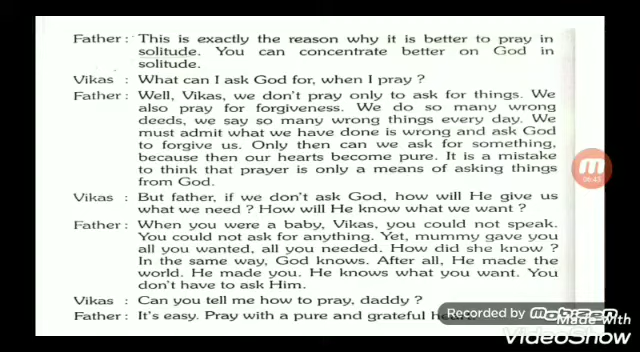 Father : This is exactly the reason why it is better to pray in
solitude. You can concentrate better on God in
solitude.
Vikas : What can I ask God for, when I pray ?
Father : Well, Vikas, we don't pray only to ask for things. We
also pray for forgiveness. We do so many wrong
deeds, we say so many wrong things every day. We
must admit what we have done is wrong and ask God
to forgive us. Only then can we ask for something,
because then our hearts become pure. It is a mistake
to think that prayer is only a means of asking things
from God.
Vikas : But father, if we don't ask God, how will He give us
what we need ? How will He know what we want ?
Father : When you were a baby, Vikas, you could not speak.
You could not ask for anything. Yet, mummy gave you
all you wanted, all you needed. How did she know ?
In the same way, God knows. After all, He made the
world. He made you. He knows what you want. You
don't have to ask Him.
Vikas : Can you tell me how to pray, daddy ?
Father : It's easy. Pray with a pure and grateful
06:43
Recorded by Mobizen
Made with
VideoShow